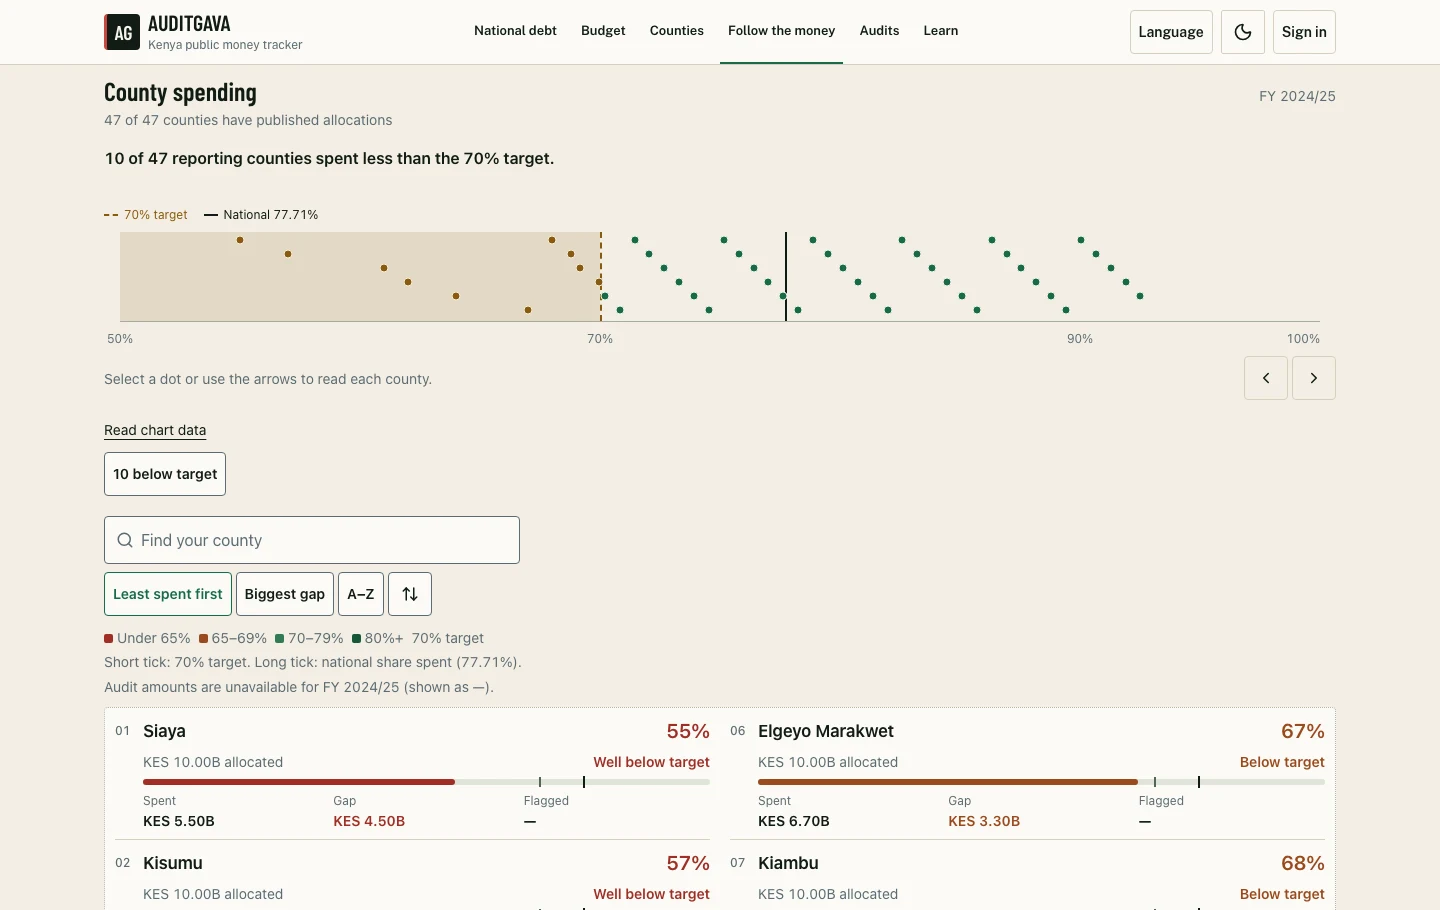 AG
AUDITGAVA
Kenya public money tracker
National debt
Budget
Counties
Follow the money
Audits
Learn
Language
Sign in
County spending
FY 2024/25
47 of 47 counties have published allocations
10 of 47 reporting counties spent less than the 70% target.
70% target
National 77.71%
50%
70%
90%
100%
Select a dot or use the arrows to read each county.
Read chart data
10 below target
Find your county
Least spent first
Biggest gap
A–Z
Under 65%
65–69%
70–79%
80%+
70% target
Short tick: 70% target. Long tick: national share spent (77.71%).
Audit amounts are unavailable for FY 2024/25 (shown as —).
01
Siaya
55%
KES 10.00B allocated
Well below target
Spent
Gap
Flagged
KES 5.50B
KES 4.50B
—
06
Elgeyo Marakwet
67%
KES 10.00B allocated
Below target
Spent
Gap
Flagged
KES 6.70B
KES 3.30B
—
02
Kisumu
57%
KES 10.00B allocated
Well below target
07
Kiambu
68%
KES 10.00B allocated
Below target